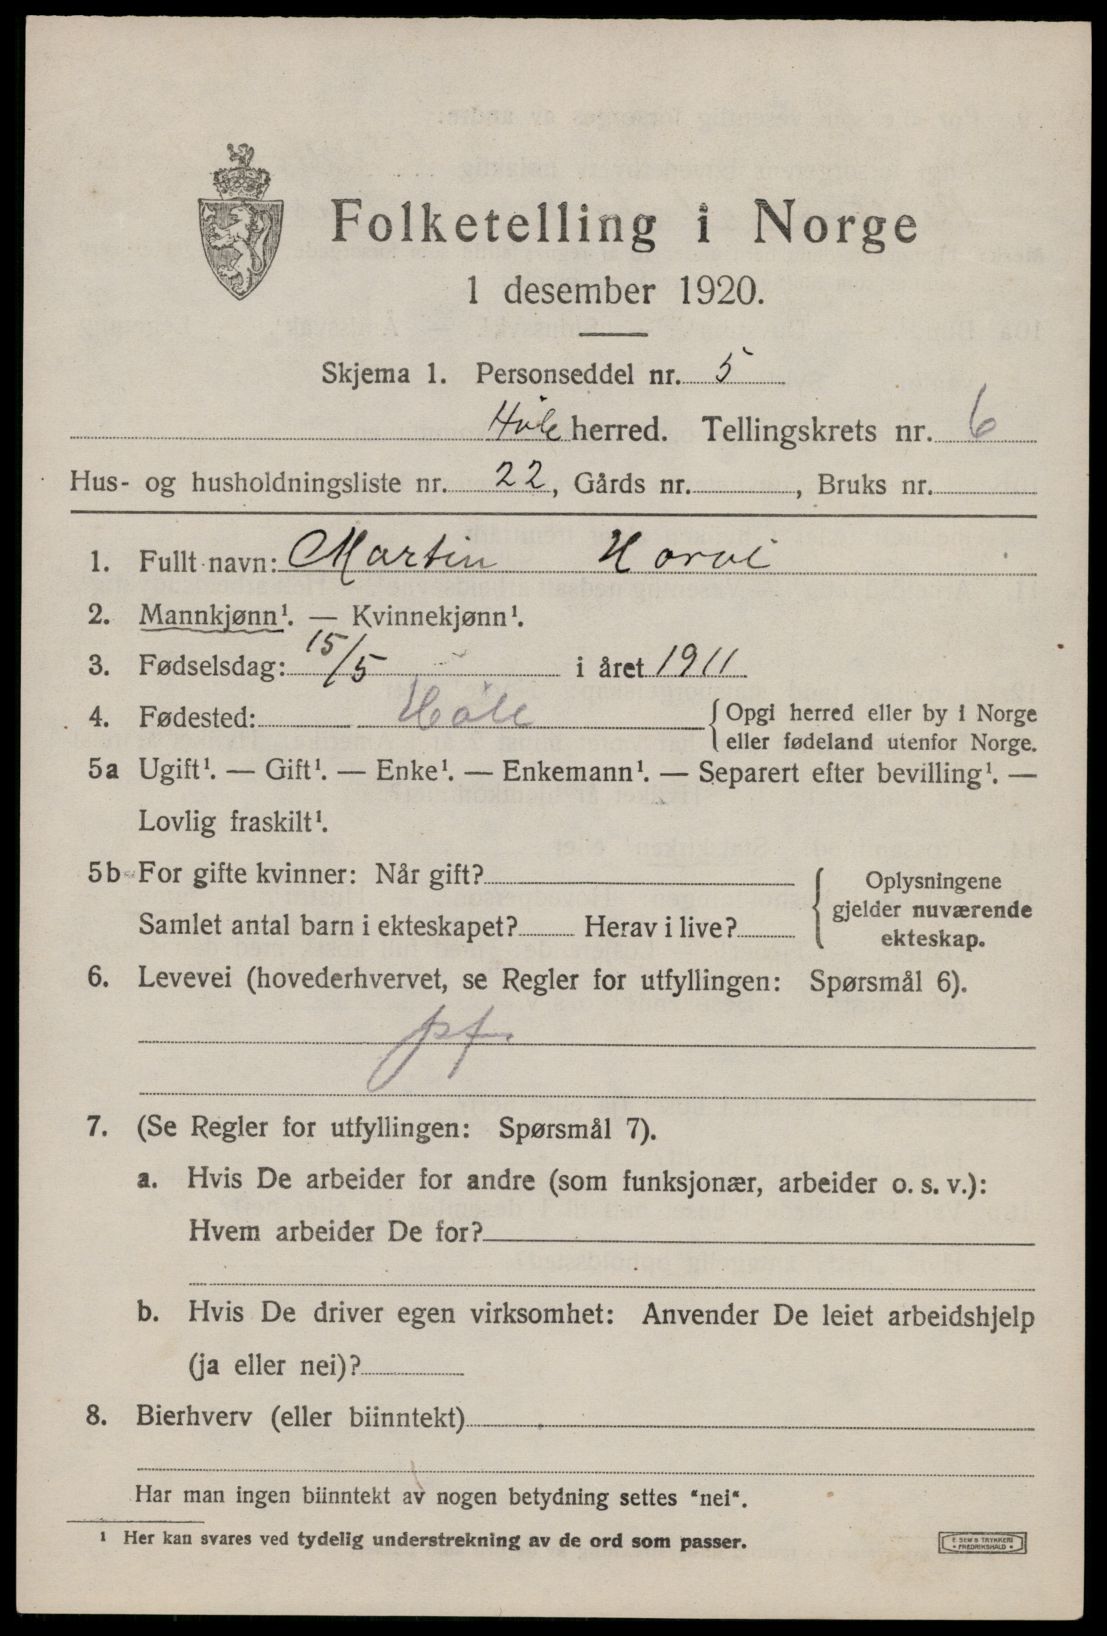 Folketelling i Norge
1 desember 1920.
Skjema 1. Personseddel nr. 5
Høle herred. Tellingskrets nr. 6
Hus- og husholdningsliste nr. 22, Gårds nr. , Bruks nr.
1. Fullt navn: Martin
2. Mannkjønn¹. — Kvinnekjønn¹.
3. Fødselsdag: 15/5 i året 1911
4. Fødested: Høle {Opgi herred eller by i Norge
eller fødeland utenfor Norge.
5a Ugift¹. — Gift¹. — Enke¹. — Enkemann¹. — Separert efter bevilling¹. —
Lovlig fraskilt¹.
5b For gifte kvinner: Når gift?
Samlet antal barn i ekteskapet? Herav i live?
{ Oplysningene
gjelder nuværende
ekteskap.
6. Levevei (hovederhvervet, se Regler for utfyllingen: Spørsmål 6).
7. (Se Regler for utfyllingen: Spørsmål 7).
a. Hvis De arbeider for andre (som funksjonær, arbeider o. s. v.):
Hvem arbeider De for?
b. Hvis De driver egen virksomhet: Anvender De leiet arbeidshjelp
(ja eller nei)?
8. Bierhverv (eller biinntekt)
Har man ingen biinntekt av nogen betydning settes "nei".
¹ Her kan svares ved tydelig understrekning av de ord som passer.
E. SEM'S TRYKKERI
• FREDRIKSHALD •